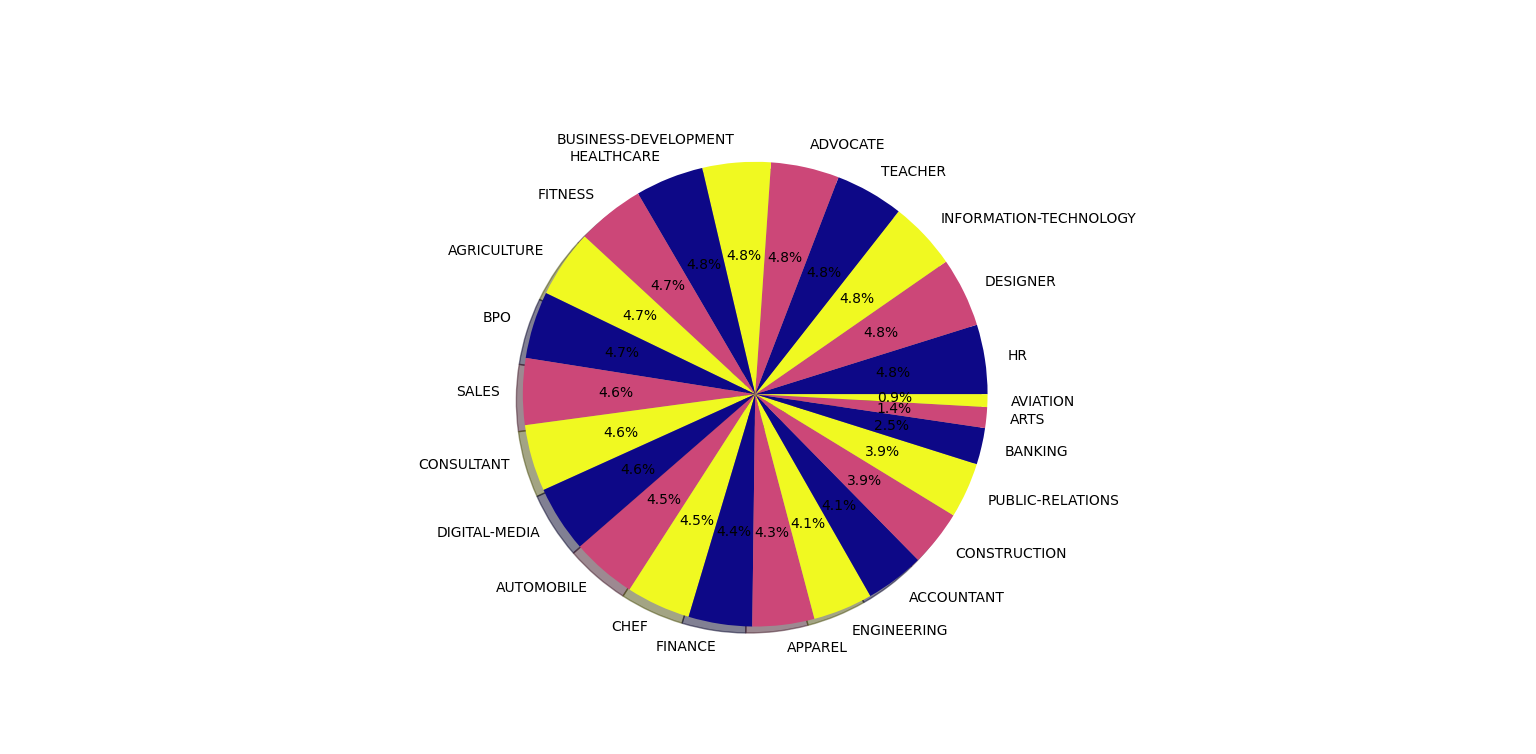 BUSINESS-DEVELOPMENT
ADVOCATE
HEALTHCARE
TEACHER
FITNESS
INFORMATION-TECHNOLOGY
AGRICULTURE
DESIGNER
BPO
HR
SALES
AVIATION
ARTS
CONSULTANT
BANKING
DIGITAL-MEDIA
PUBLIC-RELATIONS
AUTOMOBILE
CONSTRUCTION
CHEF
ACCOUNTANT
FINANCE
ENGINEERING
APPAREL
4.8%
4.8%
4.8%
4.8%
4.8%
4.8%
4.8%
4.7%
4.7%
4.7%
4.6%
4.6%
4.6%
4.5%
4.5%
4.4%
4.3%
4.1%
4.1%
3.9%
3.9%
2.5%
1.4%
0.9%